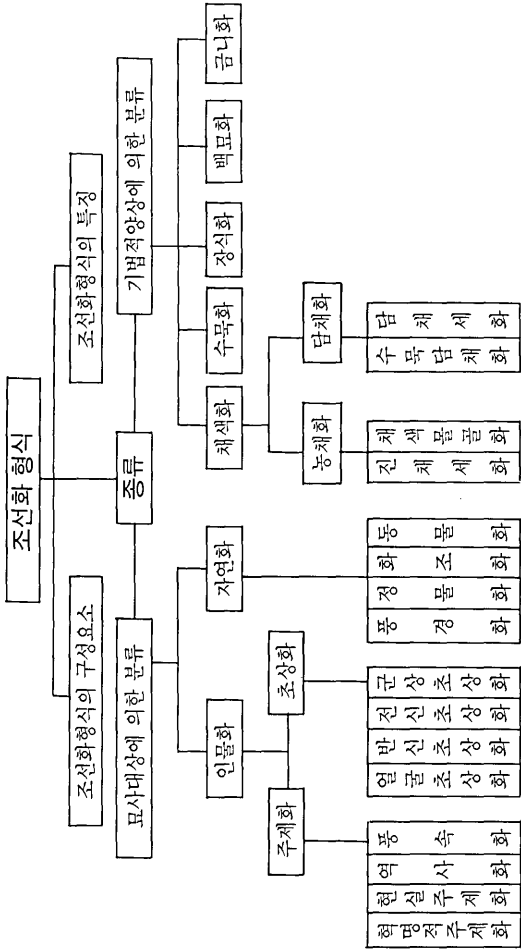 조선화 형식
조선화형식의 구성요소
종류
조선화형식의 특징
묘사대상에 의한 분류
기법적양상에 의한 분류
인물화
자연화
채색화
수묵화
장식화
백묘화
금니화
주제화
초상화
농채화
담채화
혁명적주제화
현실주제화
역사화
풍속화
얼굴초상화
반신초상화
전신초상화
군상초상화
풍경화
정물화
화조화
동물화
진채세화
채색몰골화
수묵담채화
담채세화